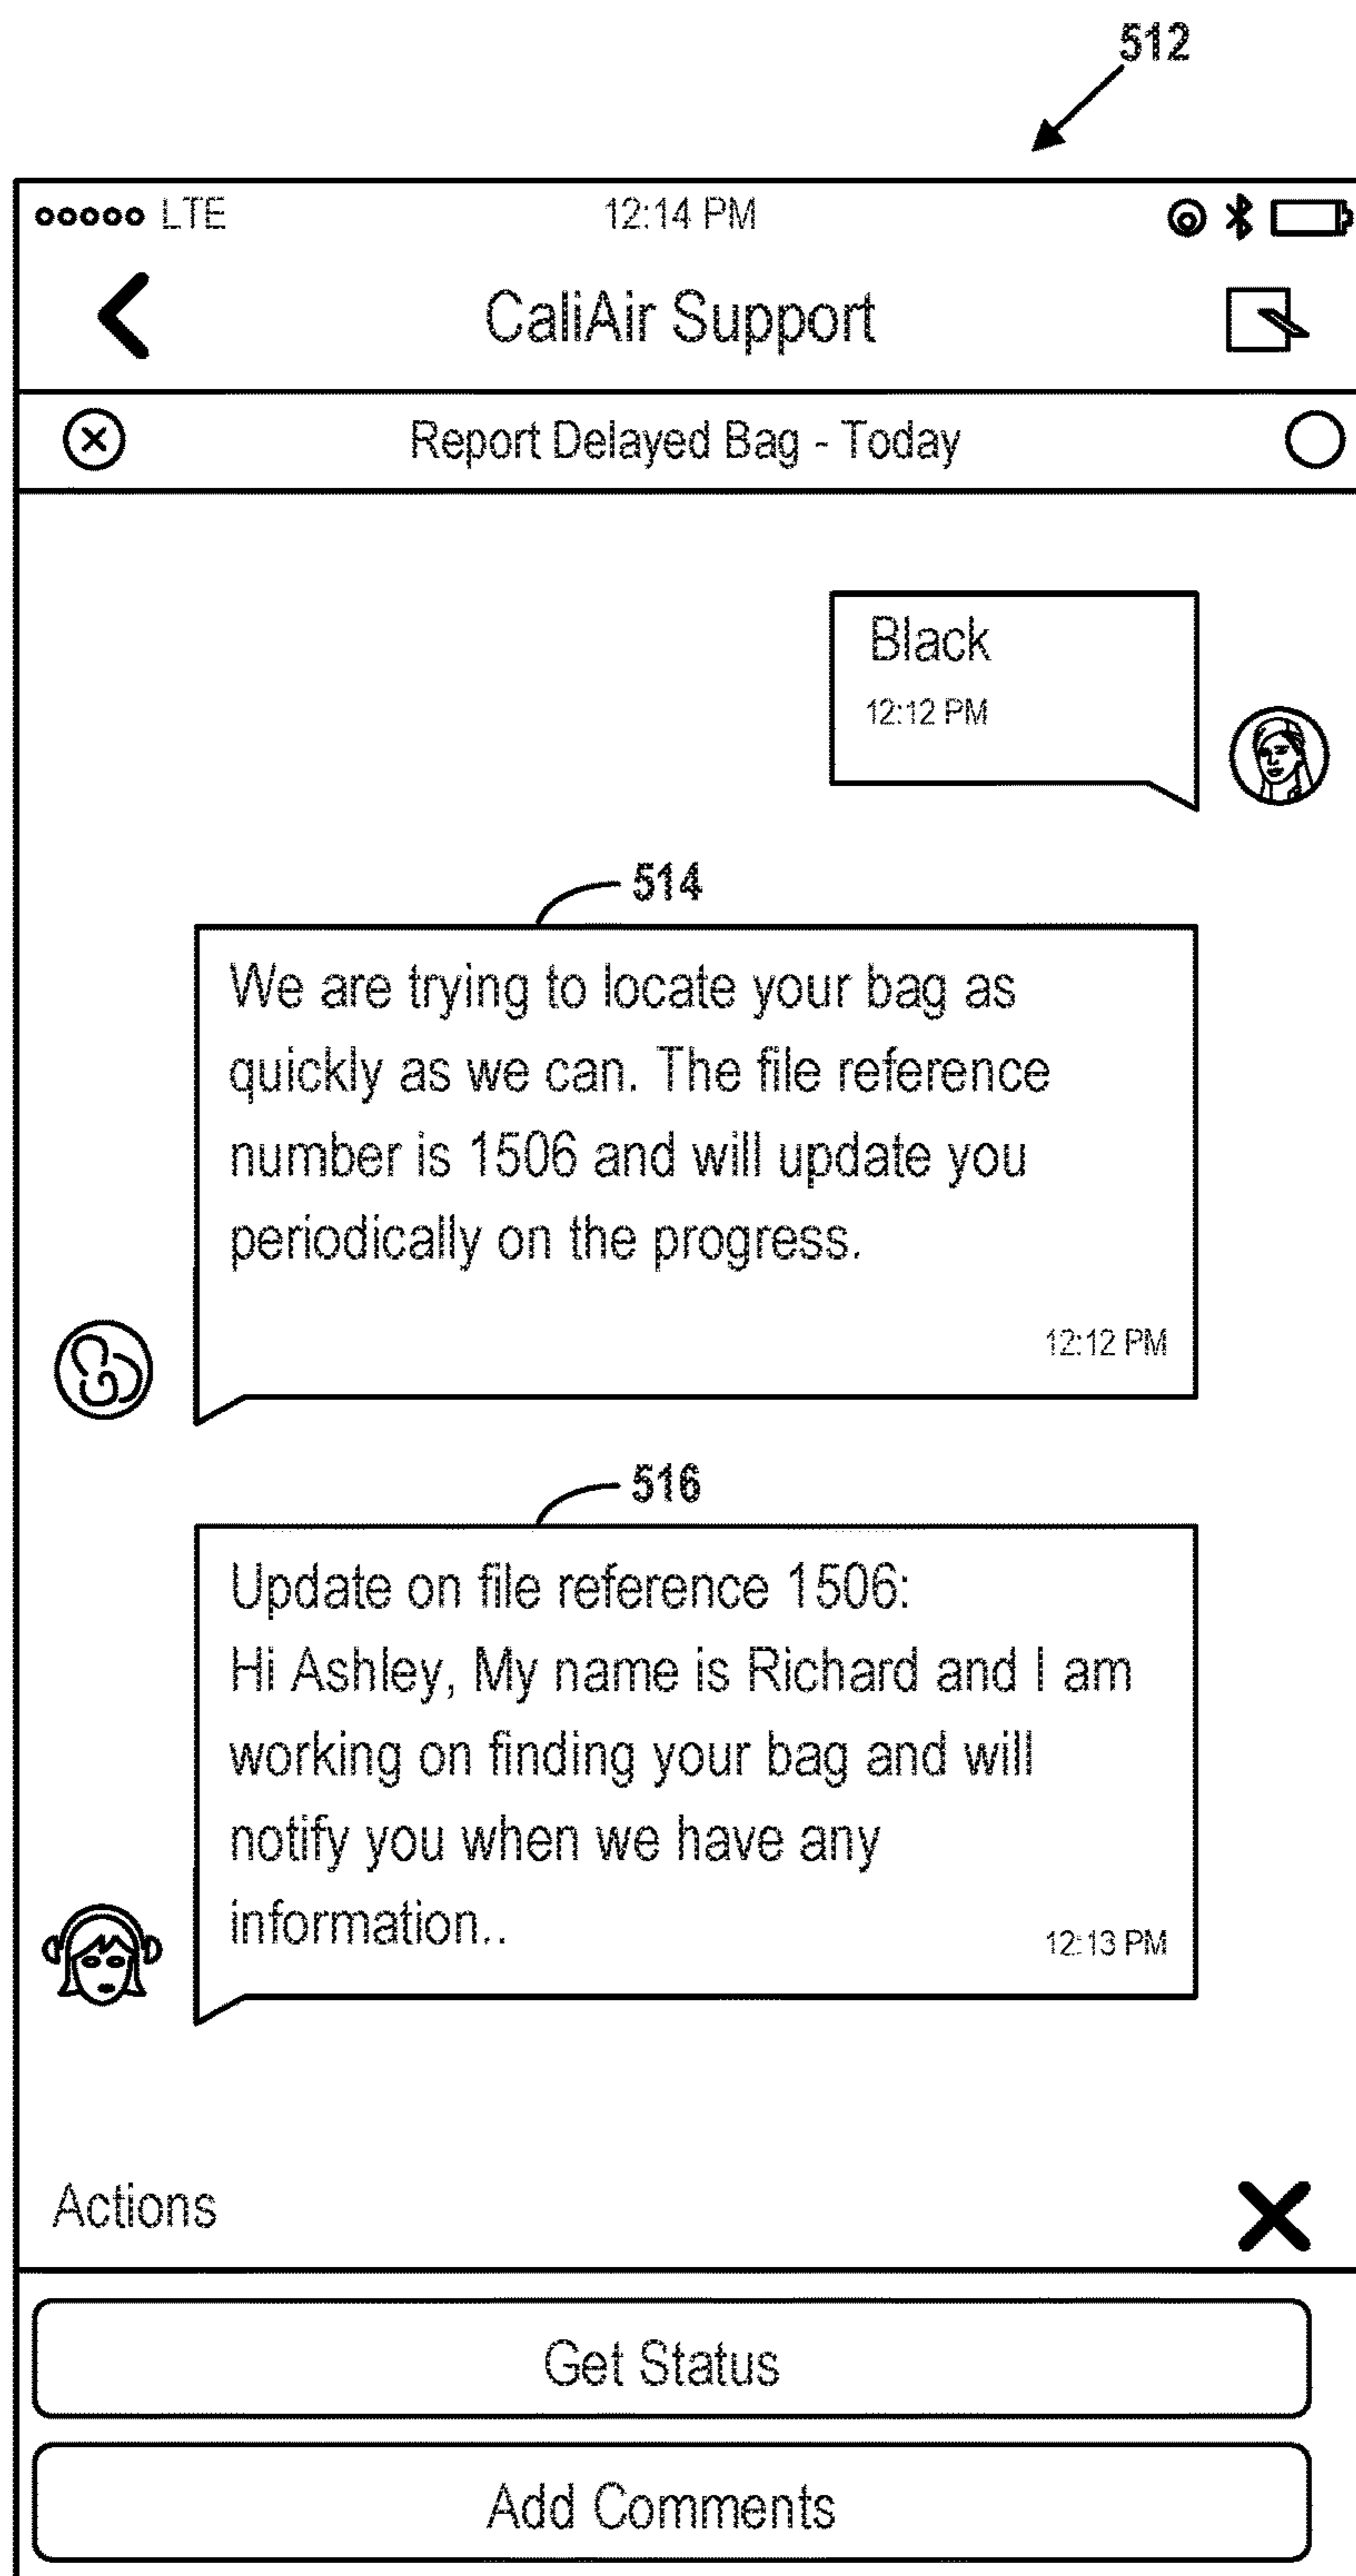 512
LTE 12:14 PM
CaliAir Support
Report Delayed Bag - Today
Black
12:12 PM
514
We are trying to locate your bag as
quickly as we can. The file reference
number is 1506 and will update you
periodically on the progress.
12:12 PM
516
Update on file reference 1506:
Hi Ashley, My name is Richard and I am
working on finding your bag and will
notify you when we have any
information..
12:13 PM
Actions
Get Status
Add Comments